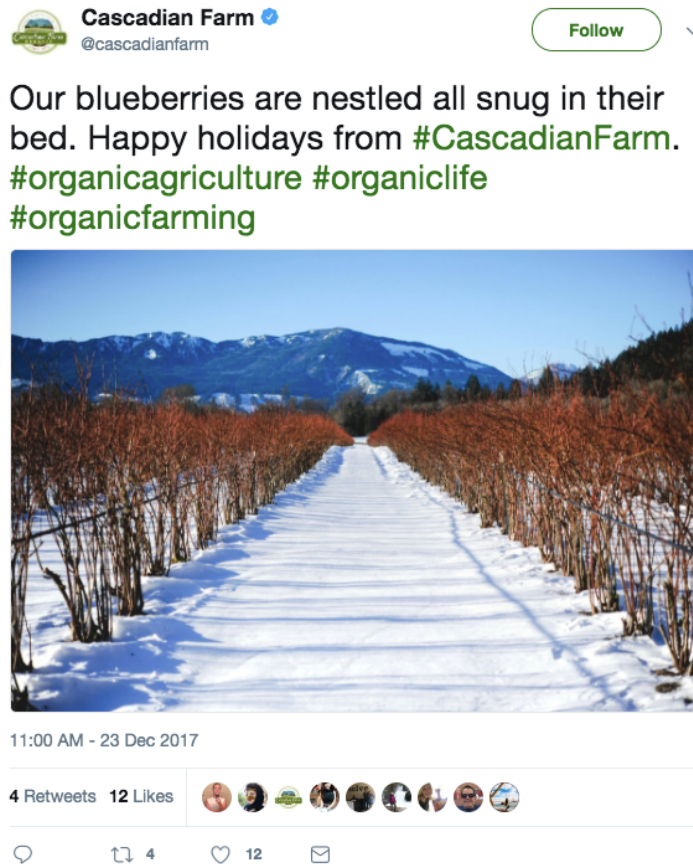 Cascadian Farm
@cascadianfarm
Follow
Our blueberries are nestled all snug in their
bed. Happy holidays from #CascadianFarm.
#organicagriculture #organiclife
#organicfarming
11:00 AM - 23 Dec 2017
4 Retweets 12 Likes
4 12